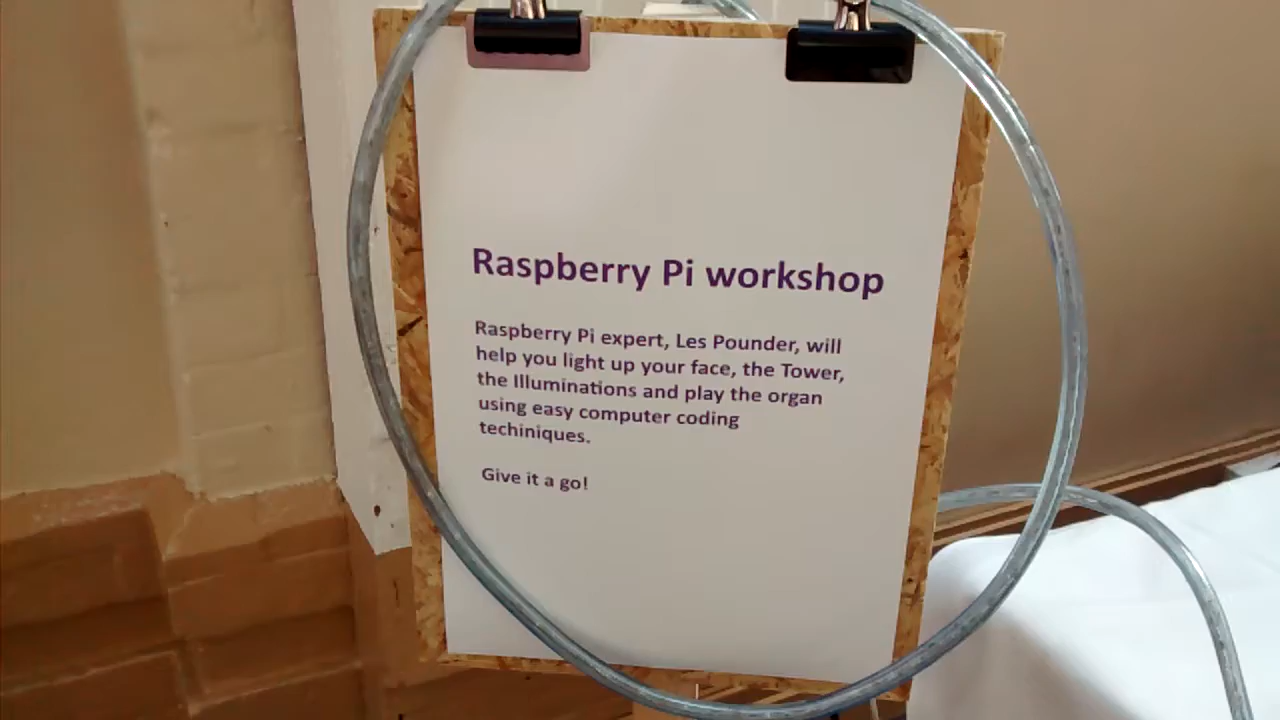 Raspberry Pi workshop
Raspberry Pi expert, Les Pounder, will
help you light up your face, the Tower,
the Illuminations and play the organ
using easy computer coding
techiniques.
Give it a go!